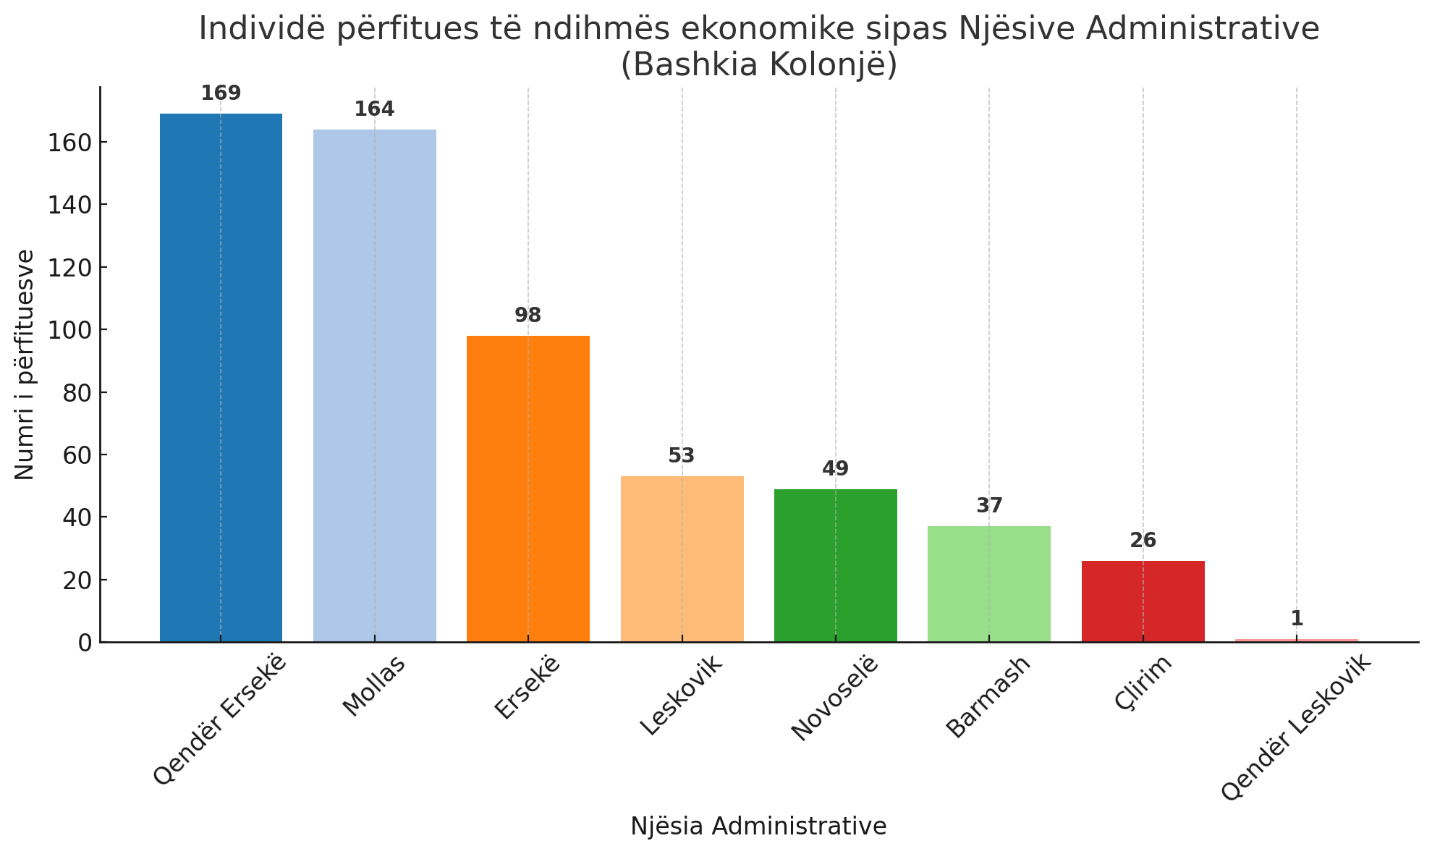 Individë përfitues të ndihmës ekonomike sipas Njësive Administrative
(Bashkia Kolonjë)
Numri i përfituesve
160
140
120
100
80
60
40
20
0
169
164
98
53
49
37
26
1
Qendër Ersekë
Mollas
Ersekë
Leskovik
Novoselë
Barmash
Çlirim
Qendër Leskovik
Njësia Administrative